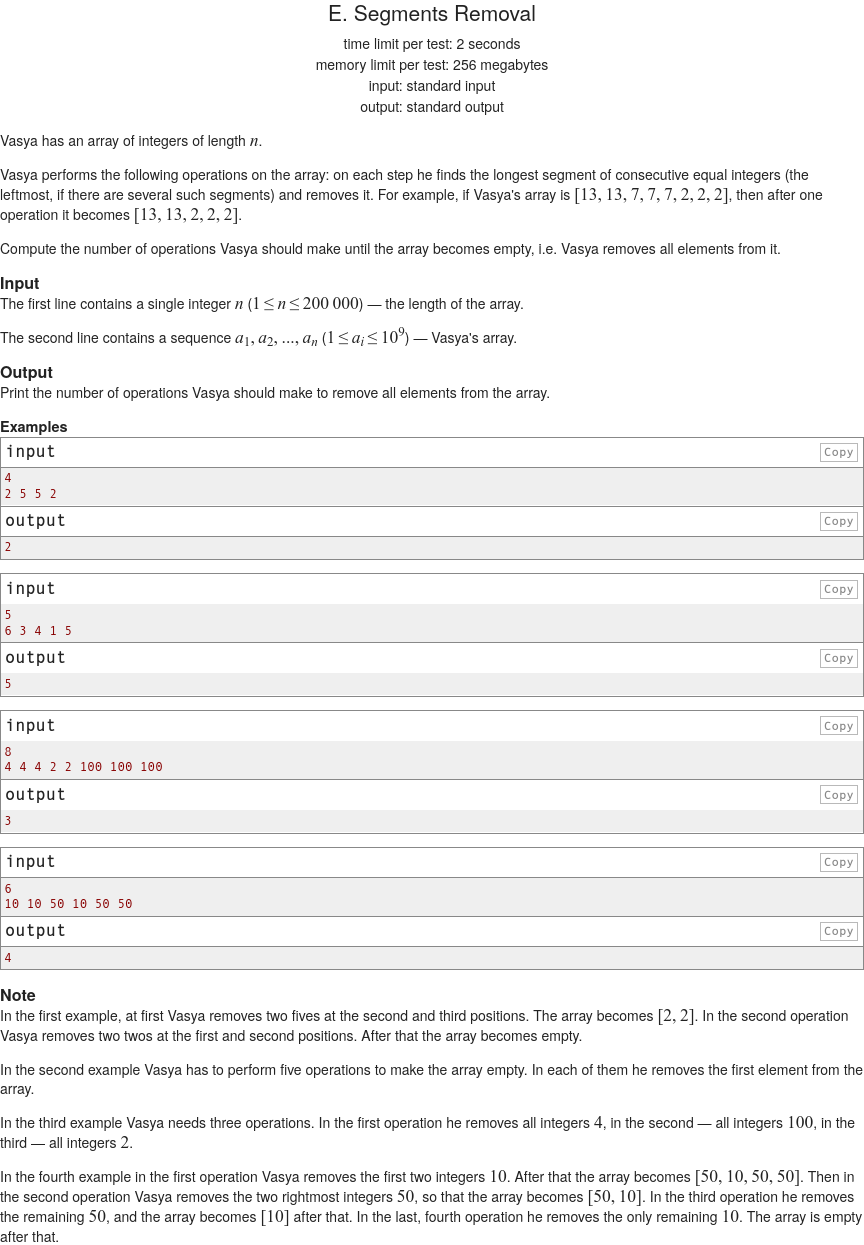 E. Segments Removal
time limit per test: 2 seconds
memory limit per test: 256 megabytes
input: standard input
output: standard output
Vasya has an array of integers of length n.
Vasya performs the following operations on the array: on each step he finds the longest segment of consecutive equal integers (the
leftmost, if there are several such segments) and removes it. For example, if Vasya's array is [13, 13, 7, 7, 7, 2, 2, 2], then after one
operation it becomes [13, 13, 2, 2, 2].
Compute the number of operations Vasya should make until the array becomes empty, i.e. Vasya removes all elements from it.
Input
The first line contains a single integer n (1 ≤ n ≤ 200 000) — the length of the array.
The second line contains a sequence a₁, a₂, ..., aₙ (1 ≤ aᵢ ≤ 10⁹) — Vasya's array.
Output
Print the number of operations Vasya should make to remove all elements from the array.
Examples
input Copy
4
2 5 5 2
output Copy
2
input Copy
5
6 3 4 1 5
output Copy
5
input Copy
8
4 4 4 2 2 100 100 100
output Copy
3
input Copy
6
10 10 50 10 50 50
output Copy
4
Note
In the first example, at first Vasya removes two fives at the second and third positions. The array becomes [2, 2]. In the second operation
Vasya removes two twos at the first and second positions. After that the array becomes empty.
In the second example Vasya has to perform five operations to make the array empty. In each of them he removes the first element from the
array.
In the third example Vasya needs three operations. In the first operation he removes all integers 4, in the second — all integers 100, in the
third — all integers 2.
In the fourth example in the first operation Vasya removes the first two integers 10. After that the array becomes [50, 10, 50, 50]. Then in
the second operation Vasya removes the two rightmost integers 50, so that the array becomes [50, 10]. In the third operation he removes
the remaining 50, and the array becomes [10] after that. In the last, fourth operation he removes the only remaining 10. The array is empty
after that.